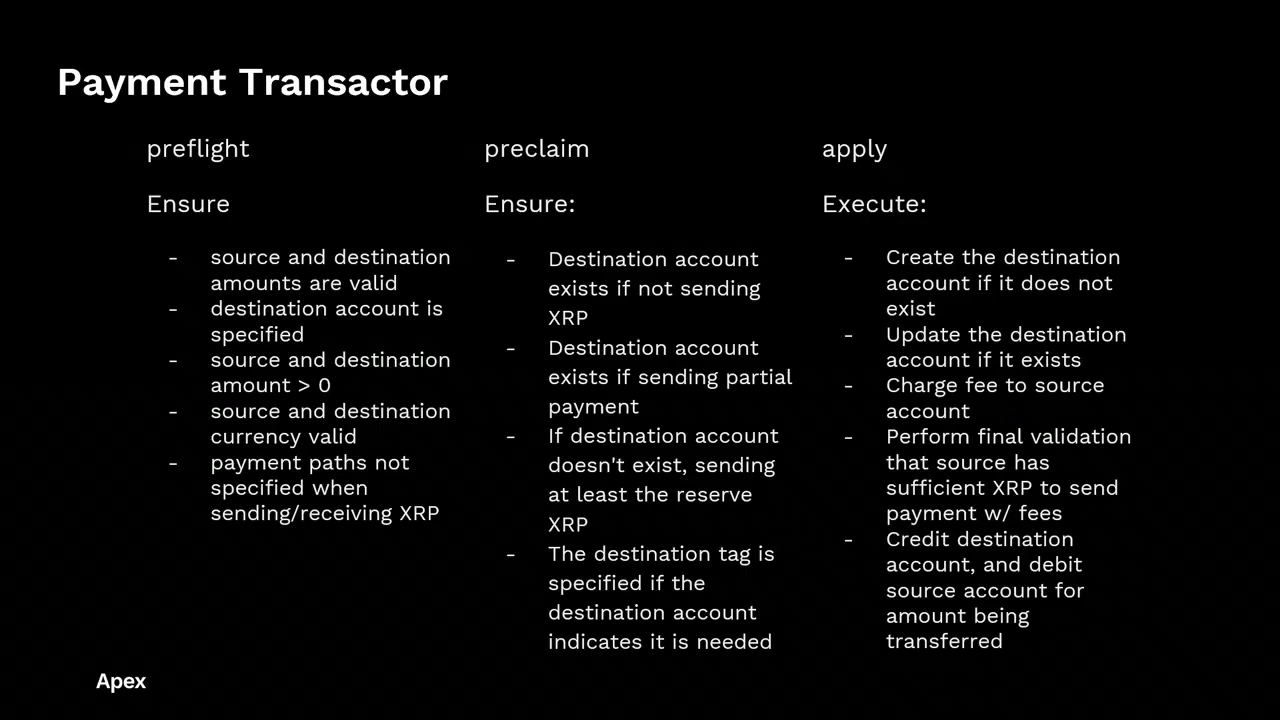 Payment Transactor
preflight
Ensure
- source and destination
amounts are valid
- destination account is
specified
- source and destination
amount > 0
- source and destination
currency valid
- payment paths not
specified when
sending/receiving XRP
preclaim
Ensure:
- Destination account
exists if not sending
XRP
- Destination account
exists if sending partial
payment
- If destination account
doesn't exist, sending
at least the reserve
XRP
- The destination tag is
specified if the
destination account
indicates it is needed
apply
Execute:
- Create the destination
account if it does not
exist
- Update the destination
account if it exists
- Charge fee to source
account
- Perform final validation
that source has
sufficient XRP to send
payment w/ fees
- Credit destination
account, and debit
source account for
amount being
transferred
Apex